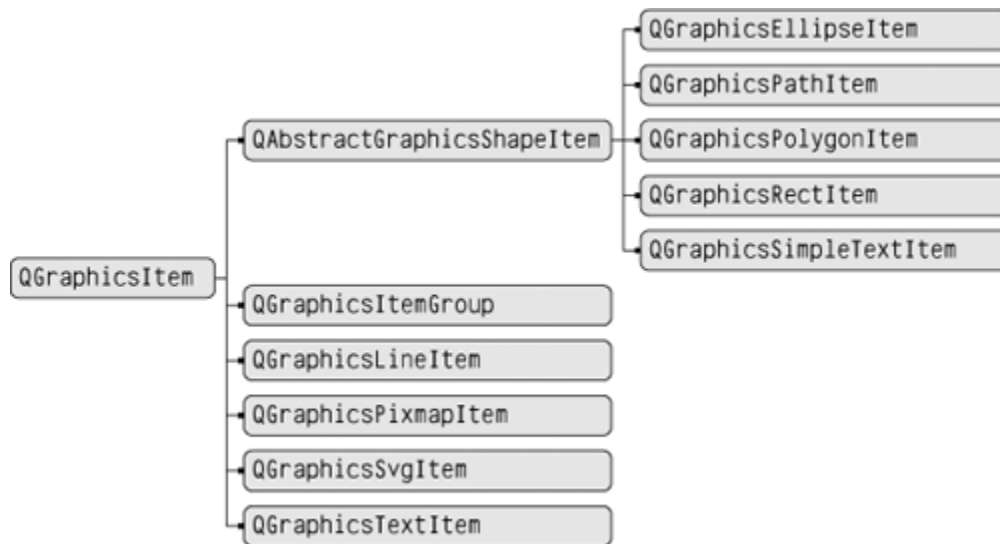 QGraphicsEllipseItem
QGraphicsPathItem
QAbstractGraphicsShapeItem
QGraphicsPolygonItem
QGraphicsRectItem
QGraphicsSimpleTextItem
QGraphicsItem
QGraphicsItemGroup
QGraphicsLineItem
QGraphicsPixmapItem
QGraphicsSvgItem
QGraphicsTextItem